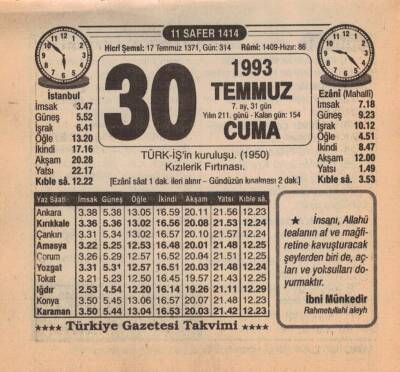 11 SAFER 1414
Hicrî Şemsî: 17 Temmuz 1371, Gün: 314 Rûmî: 1409-Hızır: 86
30
1993
TEMMUZ
7. ay, 31 gün
Yılın 211. günü - Kalan gün: 154
CUMA
TÜRK-İŞ'in kuruluşu. (1950)
Kızılerik Fırtınası.
[Ezânî sâat 1 dak. ileri alınır – Gündüzün kısalması 2 dak.]
İstanbul
İmsak 3.47
Güneş 5.52
İşrak 6.41
Öğle 13.20
İkindi 17.16
Akşam 20.28
Yatsı 22.17
Kıble sâ. 12.22
Ezânî (Mahallî)
İmsak 7.18
Güneş 9.23
İşrak 10.12
Öğle 4.51
İkindi 8.47
Akşam 12.00
Yatsı 1.49
Kıble sâ. 3.53
Yaz Saati İmsak Güneş Öğle İkindi Akşam Yatsı Kıble S.
Ankara 3.38 5.38 13.05 16.59 20.11 21.56 12.23
Kırıkkale 3.36 5.36 13.02 16.56 20.08 21.53 12.24
Çankırı 3.31 5.34 13.02 16.57 20.10 21.57 12.24
Amasya 3.22 5.25 12.53 16.48 20.01 21.48 12.25
Çorum 3.26 5.29 12.57 16.52 20.04 21.51 12.25
Yozgat 3.31 5.31 12.57 16.51 20.03 21.48 12.24
Tokat 3.21 5.23 12.50 16.45 19.57 21.43 12.25
Iğdır 2.53 4.54 12.20 16.14 19.26 21.11 12.29
Konya 3.50 5.45 13.06 16.58 20.06 21.42 12.23
Karaman 3.50 5.44 13.04 16.53 20.03 21.42 12.23
★ İnsanı, Allahü
teâlanın af ve mağfi-
retine kavuşturacak
şeylerden biri de, aç-
ları ve yoksulları do-
yurmaktır.
İbni Münkedir
Rahmetullahi aleyh
★★★★ Türkiye Gazetesi Takvimi ★★★★